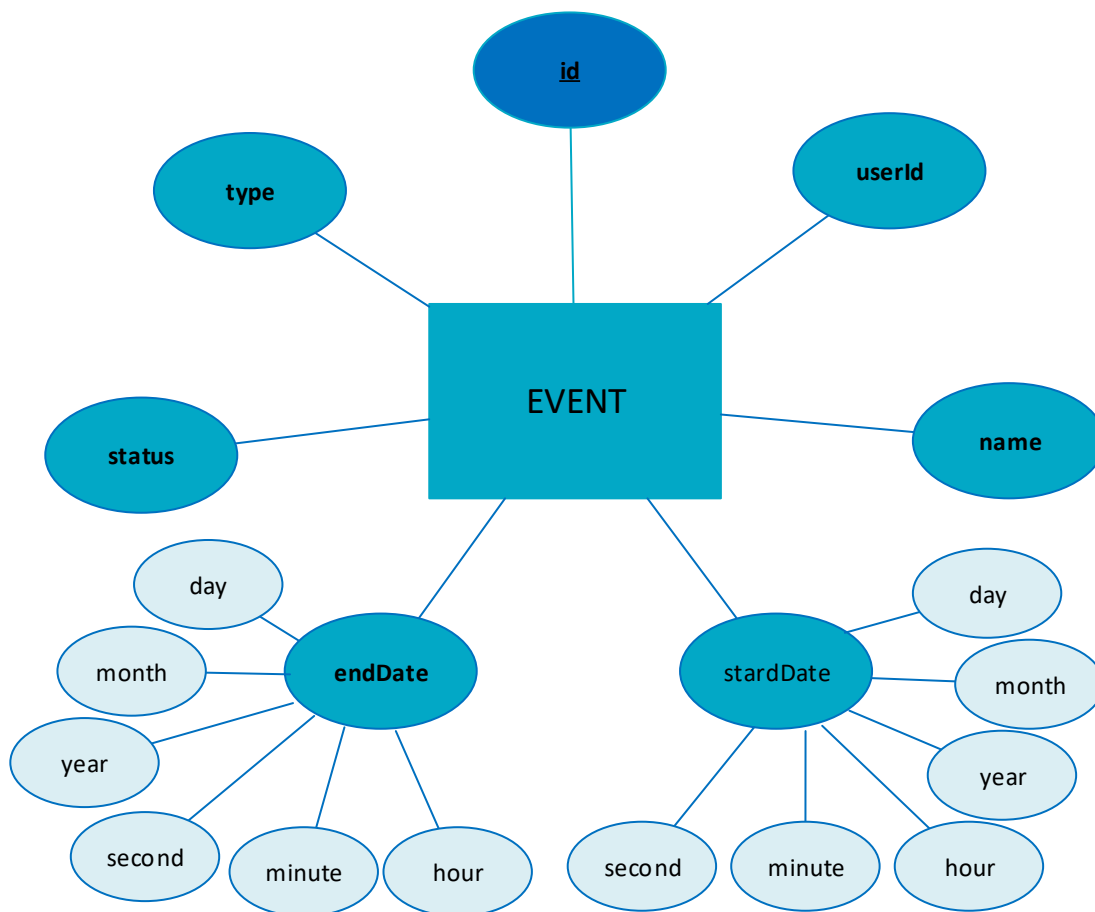 id
userId
type
EVENT
name
status
day
day
endDate
stardDate
month
month
year
year
second
minute
hour
second
minute
hour